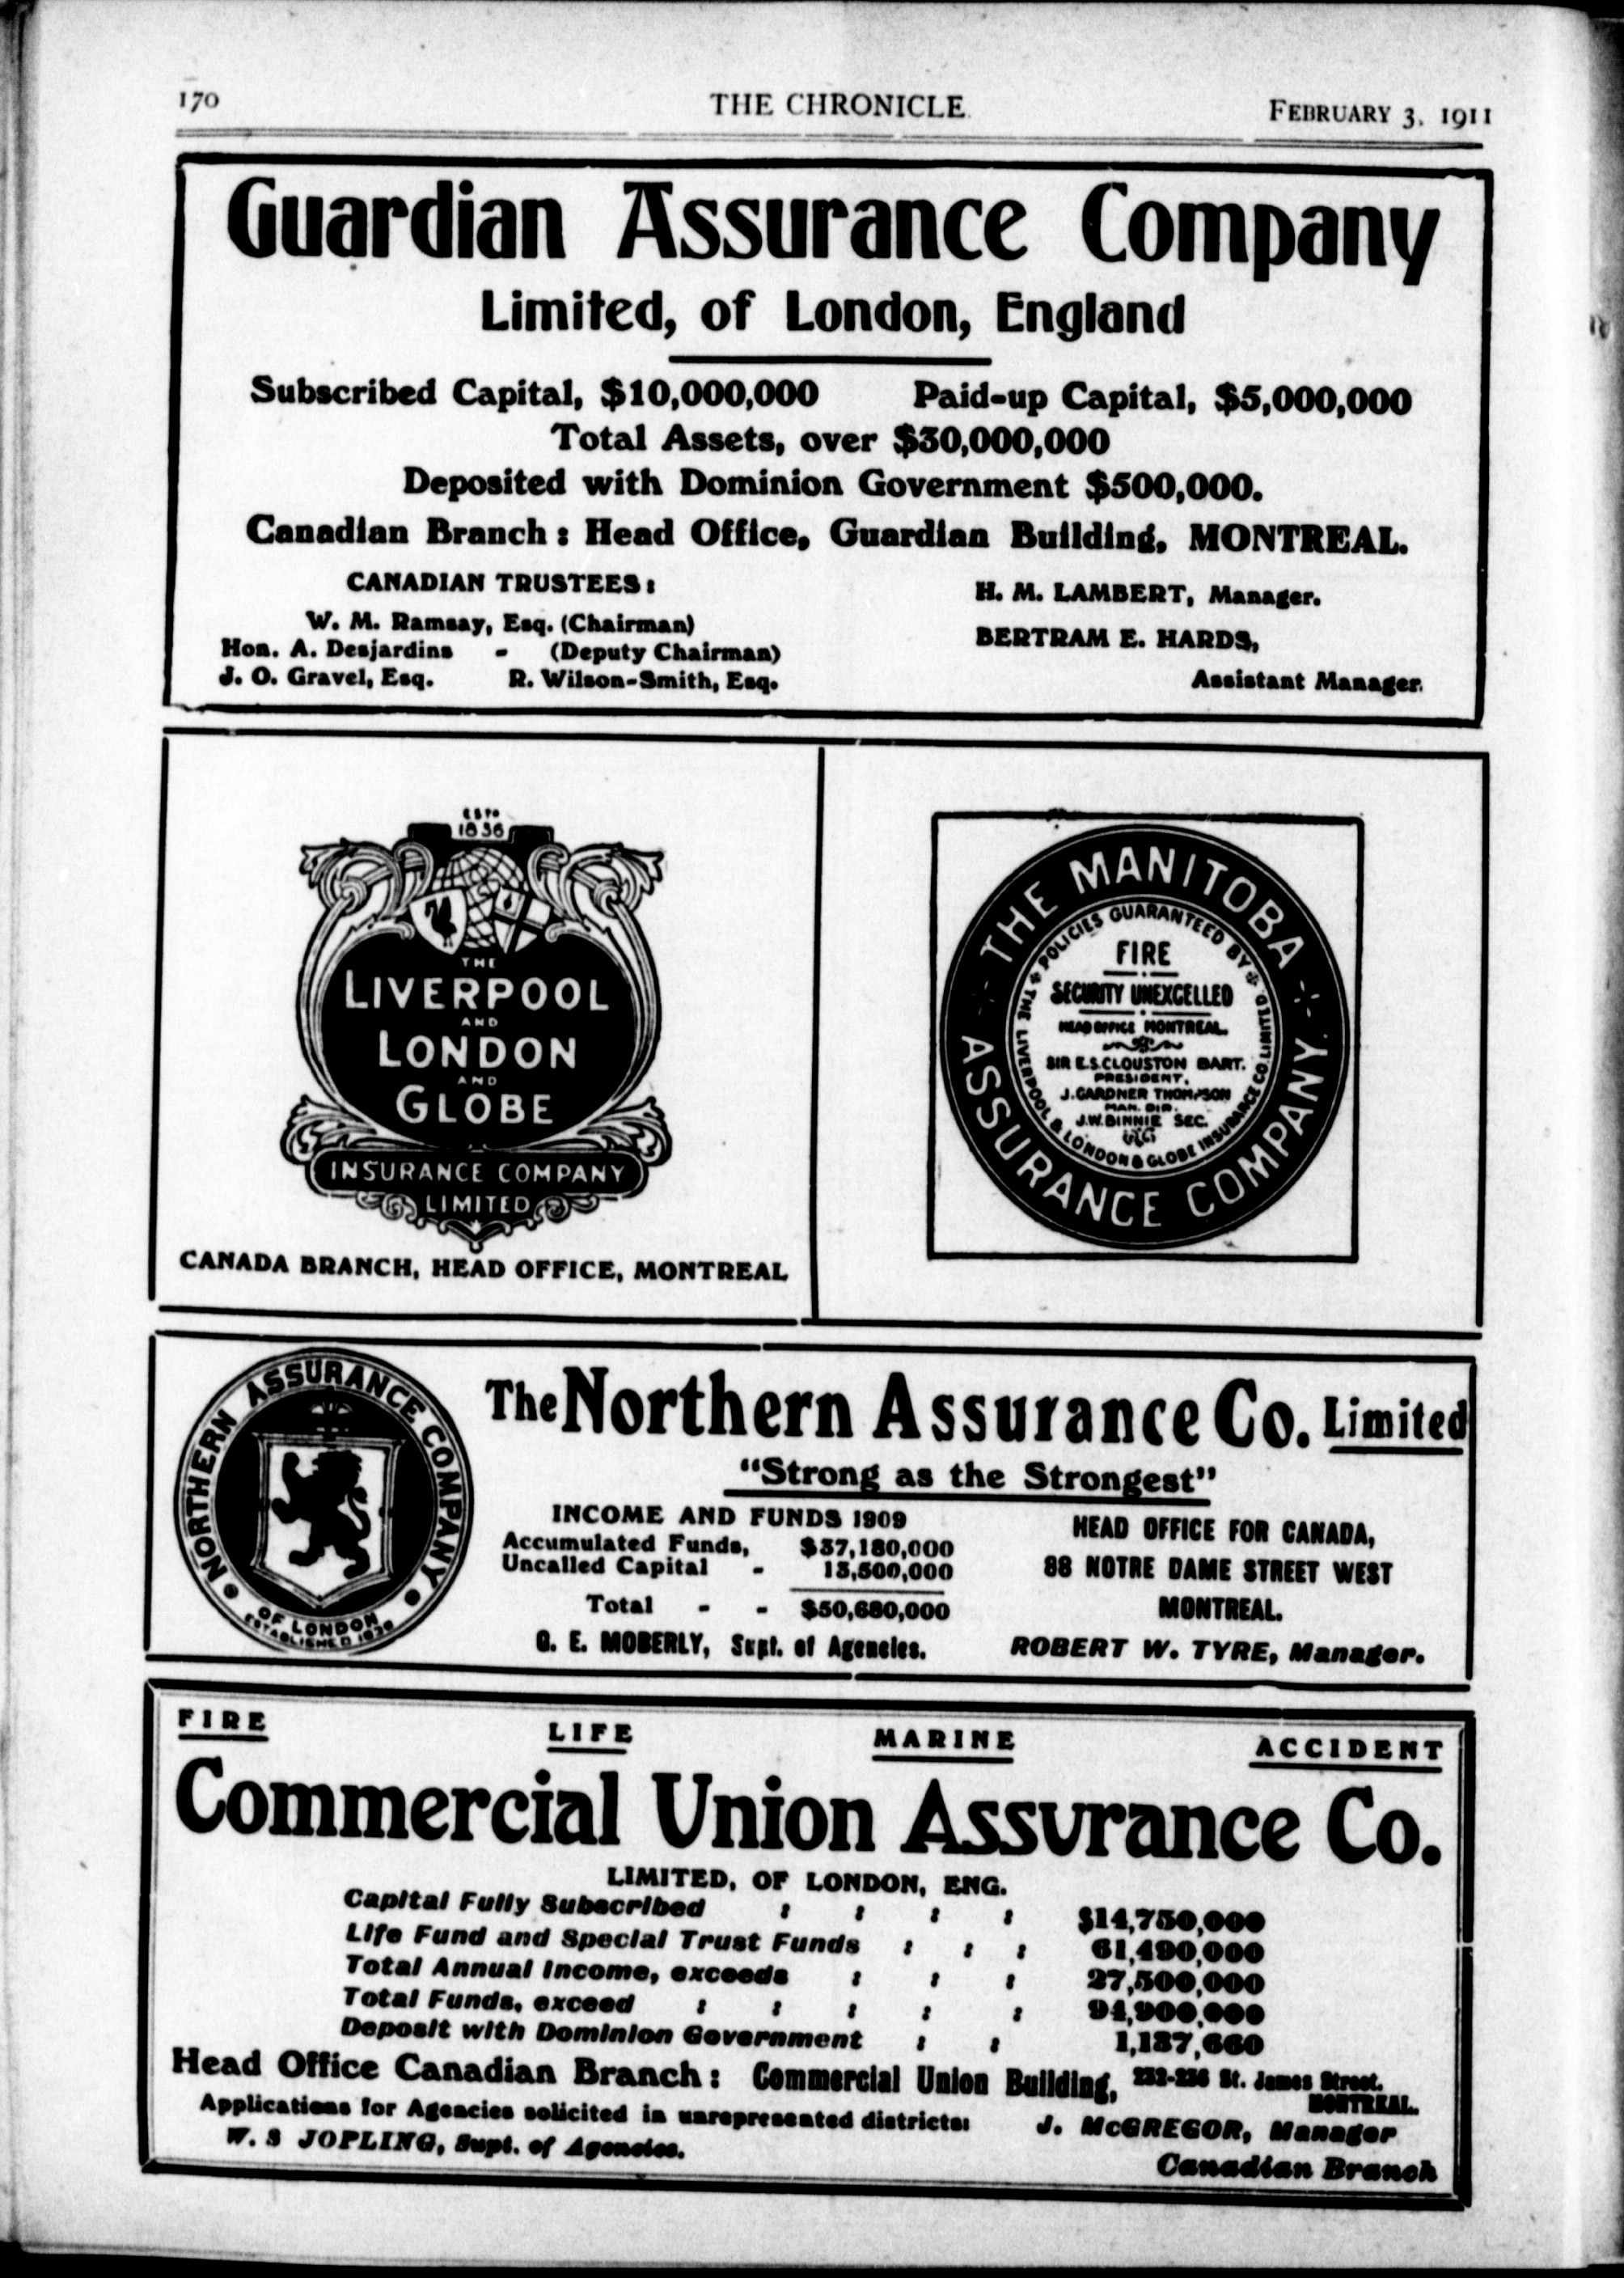 170
THE CHRONICLE
FEBRUARY 3, 1911
Guardian Assurance Company
Limited, of London, England
Subscribed Capital, $10,000,000 Paid-up Capital, $5,000,000
Total Assets, over $30,000,000
Deposited with Dominion Government $500,000.
Canadian Branch: Head Office, Guardian Building, MONTREAL.
CANADIAN TRUSTEES:
W. M. Ramsay, Esq. (Chairman)
Hon. A. Desjardins - (Deputy Chairman)
J. O. Gravel, Esq. R. Wilson-Smith, Esq.
H. M. LAMBERT, Manager.
BERTRAM E. HARDS,
Assistant Manager.
ESTD
1836
THE
LIVERPOOL
AND
LONDON
AND
GLOBE
INSURANCE COMPANY
LIMITED
CANADA BRANCH, HEAD OFFICE, MONTREAL
THE MANITOBA
ASSURANCE COMPANY.
POLICIES GUARANTEED BY
THE LIVERPOOL & LONDON & GLOBE INSURANCE CO. LIMITED.
FIRE
SECURITY UNEXCELLED
HEAD OFFICE MONTREAL.
SIR E.S.CLOUSTON BART.
PRESIDENT.
J.GARDNER THOMPSON
MAN. DIR.
J.W.BINNIE SEC.
NORTHERN ASSURANCE COMPANY
OF LONDON
ESTABLISHED 1836
The Northern Assurance Co. Limited
"Strong as the Strongest"
INCOME AND FUNDS 1909
Accumulated Funds, $37,180,000
Uncalled Capital - 13,500,000
Total - - $50,680,000
G. E. MOBERLY, Supt. of Agencies.
HEAD OFFICE FOR CANADA,
88 NOTRE DAME STREET WEST
MONTREAL.
ROBERT W. TYRE, Manager.
FIRE LIFE MARINE ACCIDENT
Commercial Union Assurance Co.
LIMITED, OF LONDON, ENG.
Capital Fully Subscribed : : : : $14,750,000
Life Fund and Special Trust Funds : : : 61,490,000
Total Annual Income, exceeds : : : 27,500,000
Total Funds, exceed : : : : : 94,900,000
Deposit with Dominion Government : : 1,137,660
Head Office Canadian Branch: Commercial Union Building, 232-236 St. James Street,
MONTREAL.
Applications for Agencies solicited in unrepresented districts:
W. S JOPLING, Supt. of Agencies.
J. McGREGOR, Manager
Canadian Branch